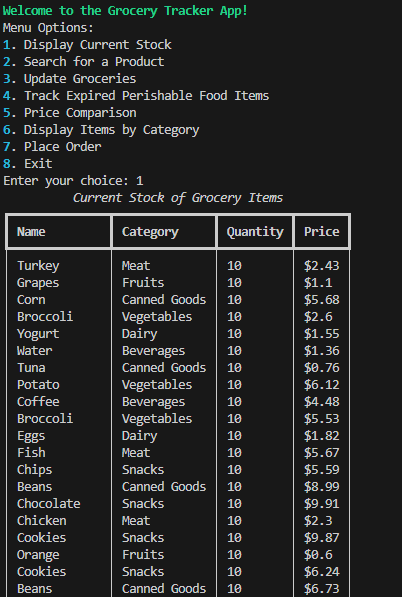 Welcome to the Grocery Tracker App!
Menu Options:
1. Display Current Stock
2. Search for a Product
3. Update Groceries
4. Track Expired Perishable Food Items
5. Price Comparison
6. Display Items by Category
7. Place Order
8. Exit
Enter your choice: 1
Current Stock of Grocery Items
Name Category Quantity Price
Turkey Meat 10 $2.43
Grapes Fruits 10 $1.1
Corn Canned Goods 10 $5.68
Broccoli Vegetables 10 $2.6
Yogurt Dairy 10 $1.55
Water Beverages 10 $1.36
Tuna Canned Goods 10 $0.76
Potato Vegetables 10 $6.12
Coffee Beverages 10 $4.48
Broccoli Vegetables 10 $5.53
Eggs Dairy 10 $1.82
Fish Meat 10 $5.67
Chips Snacks 10 $5.59
Beans Canned Goods 10 $8.99
Chocolate Snacks 10 $9.91
Chicken Meat 10 $2.3
Cookies Snacks 10 $9.87
Orange Fruits 10 $0.6
Cookies Snacks 10 $6.24
Beans Canned Goods 10 $6.73